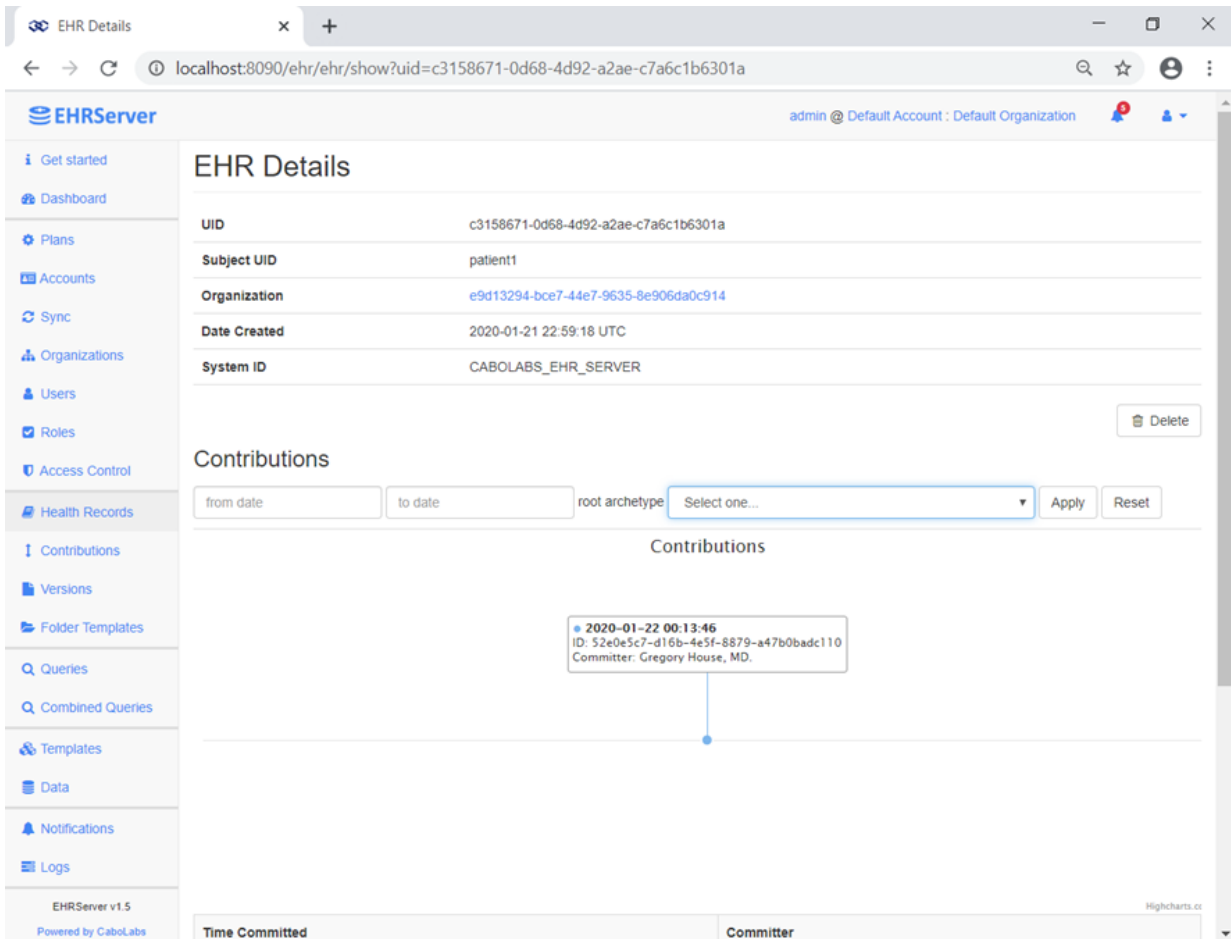 EHR Details
localhost:8090/ehr/ehr/show?uid=c3158671-0d68-4d92-a2ae-c7a6c1b6301a
EHRServer
admin @ Default Account : Default Organization
5
Get started
Dashboard
Plans
Accounts
Sync
Organizations
Users
Roles
Access Control
Health Records
Contributions
Versions
Folder Templates
Queries
Combined Queries
Templates
Data
Notifications
Logs
EHRServer v1.5
Powered by CaboLabs
EHR Details
UID c3158671-0d68-4d92-a2ae-c7a6c1b6301a
Subject UID patient1
Organization e9d13294-bce7-44e7-9635-8e906da0c914
Date Created 2020-01-21 22:59:18 UTC
System ID CABOLABS_EHR_SERVER
Delete
Contributions
from date to date root archetype Select one... Apply Reset
Contributions
2020-01-22 00:13:46
ID: 52e0e5c7-d16b-4e5f-8879-a47b0badc110
Committer: Gregory House, MD.
Highcharts.co
Time Committed Committer